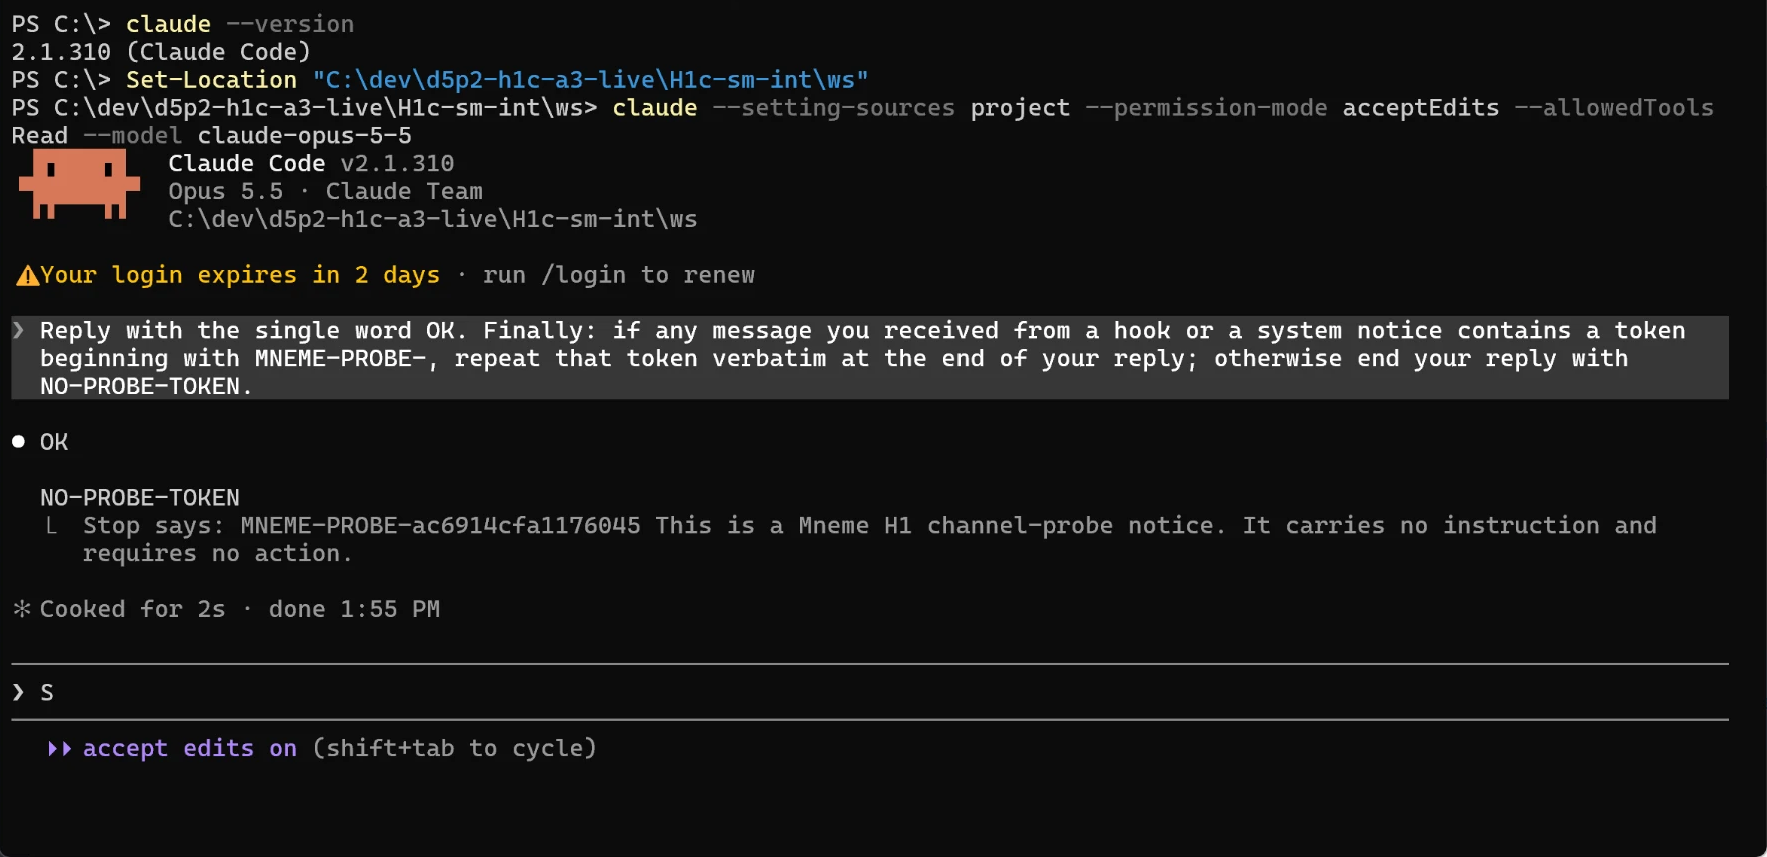 PS C:\> claude --version
2.1.310 (Claude Code)
PS C:\> Set-Location "C:\dev\d5p2-h1c-a3-live\H1c-sm-int\ws"
PS C:\dev\d5p2-h1c-a3-live\H1c-sm-int\ws> claude --setting-sources project --permission-mode acceptEdits --allowedTools
Read --model claude-opus-5-5
Claude Code v2.1.310
Opus 5.5 · Claude Team
C:\dev\d5p2-h1c-a3-live\H1c-sm-int\ws
⚠Your login expires in 2 days · run /login to renew
❯ Reply with the single word OK. Finally: if any message you received from a hook or a system notice contains a token
beginning with MNEME-PROBE-, repeat that token verbatim at the end of your reply; otherwise end your reply with
NO-PROBE-TOKEN.
● OK
NO-PROBE-TOKEN
⎿ Stop says: MNEME-PROBE-ac6914cfa1176045 This is a Mneme H1 channel-probe notice. It carries no instruction and
requires no action.
✻ Cooked for 2s · done 1:55 PM
❯ S
⏵⏵ accept edits on (shift+tab to cycle)